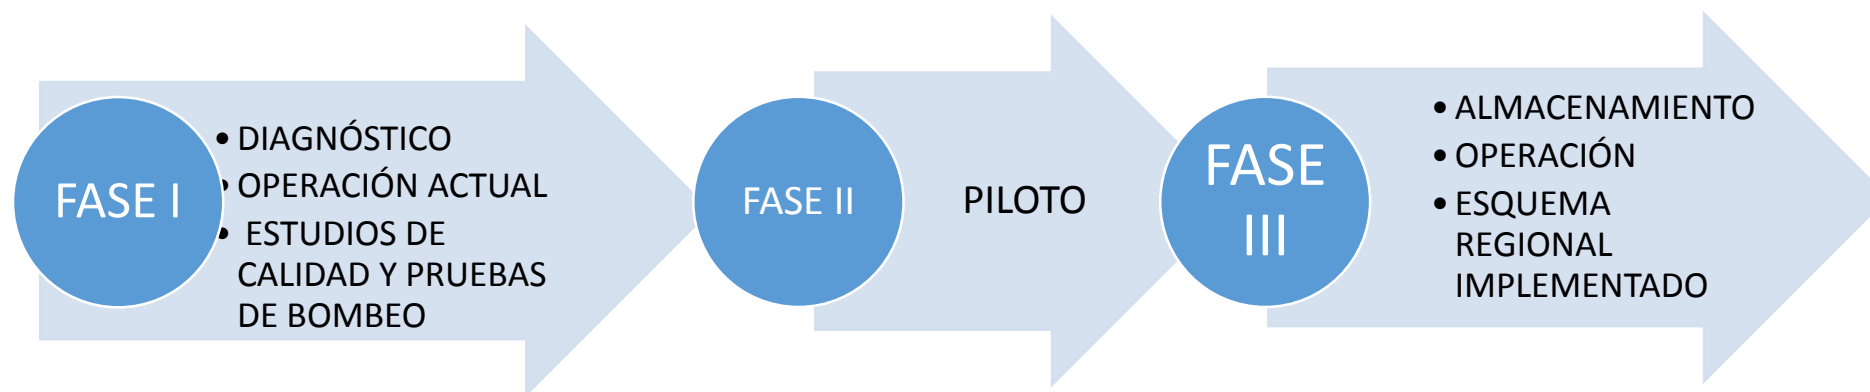 FASE I
• DIAGNÓSTICO
• OPERACIÓN ACTUAL
• ESTUDIOS DE
CALIDAD Y PRUEBAS
DE BOMBEO
FASE II
PILOTO
FASE
III
• ALMACENAMIENTO
• OPERACIÓN
• ESQUEMA
REGIONAL
IMPLEMENTADO